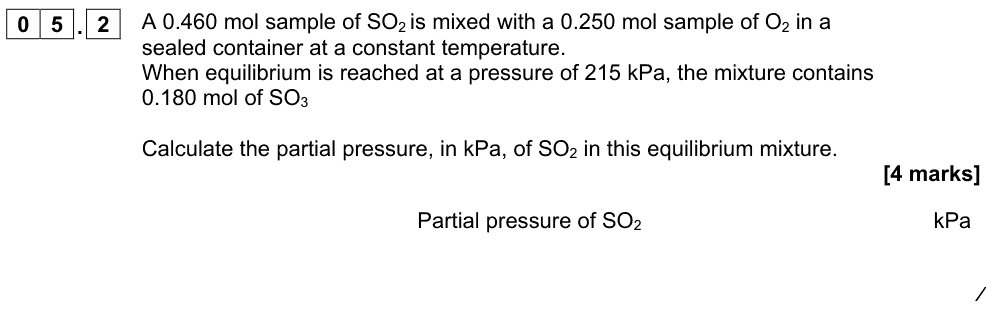 0 5 . 2 A 0.460 mol sample of SO₂ is mixed with a 0.250 mol sample of O₂ in a
sealed container at a constant temperature.
When equilibrium is reached at a pressure of 215 kPa, the mixture contains
0.180 mol of SO₃
Calculate the partial pressure, in kPa, of SO₂ in this equilibrium mixture.
[4 marks]
Partial pressure of SO₂ kPa
/